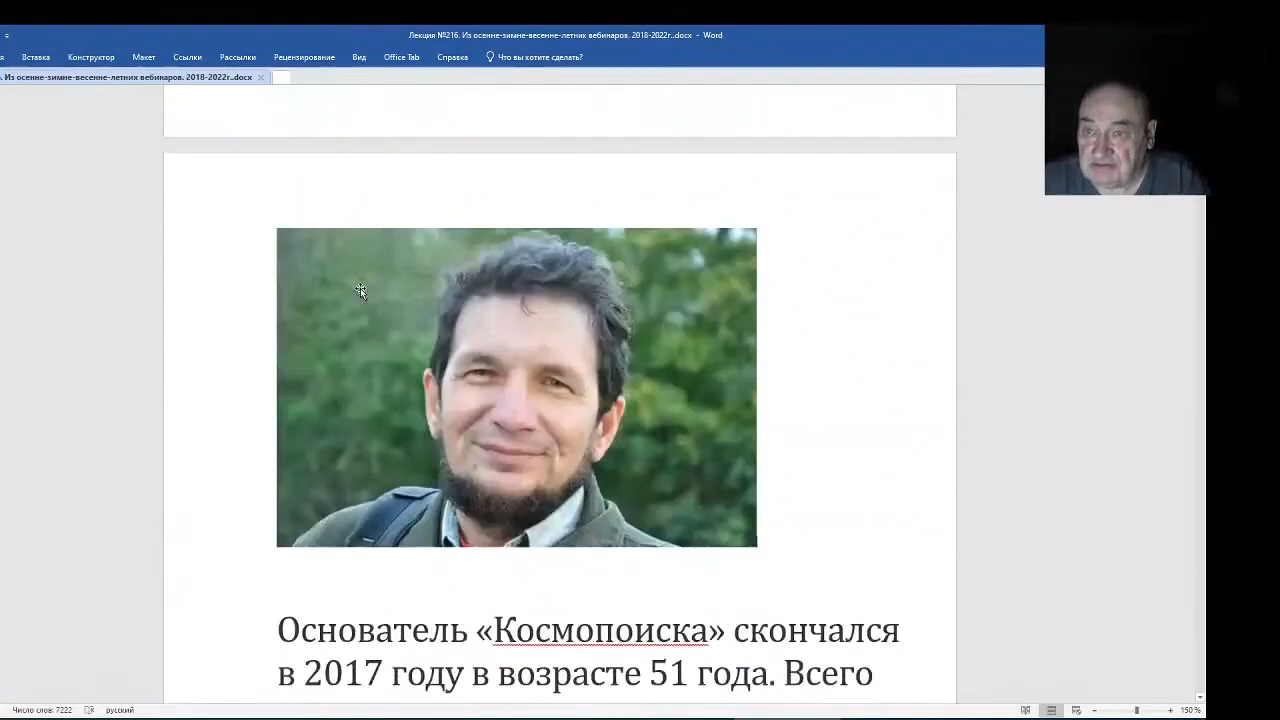 Лекция №216. Из осенне-зимне-весенне-летних вебинаров. 2018-2022г..docx - Word
Вставка Конструктор Макет Ссылки Рассылки Рецензирование Вид Office Tab Справка Что вы хотите сделать?
. Из осенне-зимне-весенне-летних вебинаров. 2018-2022г..docx
Основатель «Космопоиска» скончался
в 2017 году в возрасте 51 года. Всего
Число слов: 7222 русский 150 %